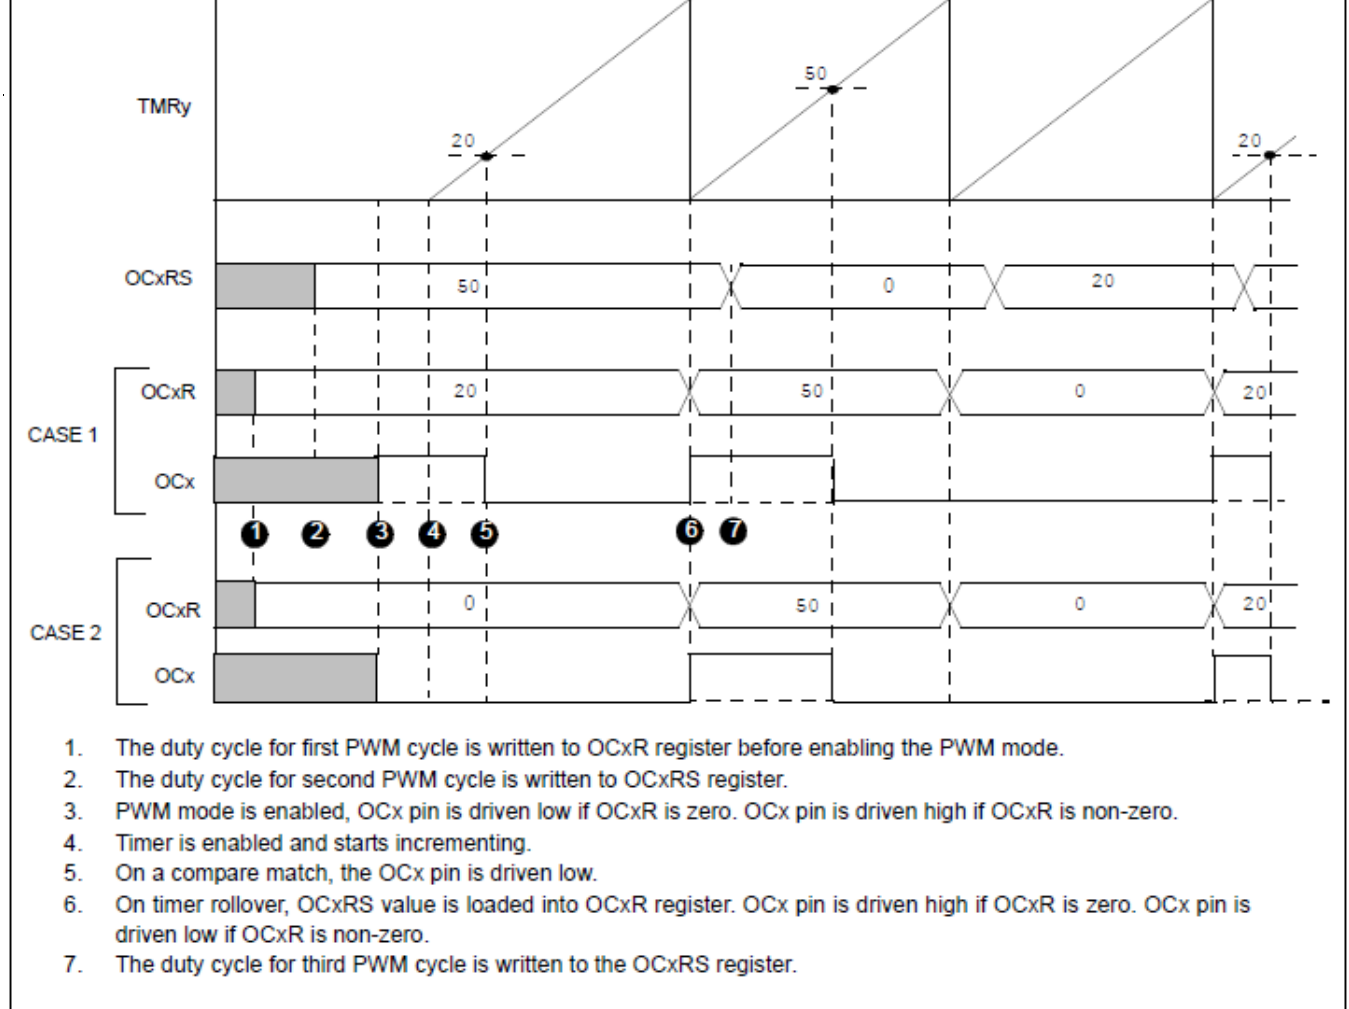 50
TMRy
20
20
OCxRS
50
0
20
OCxR
20
50
0
20
CASE 1
OCx
1 2 3 4 5 6 7
OCxR
0
50
0
20
CASE 2
OCx
1. The duty cycle for first PWM cycle is written to OCxR register before enabling the PWM mode.
2. The duty cycle for second PWM cycle is written to OCxRS register.
3. PWM mode is enabled, OCx pin is driven low if OCxR is zero. OCx pin is driven high if OCxR is non-zero.
4. Timer is enabled and starts incrementing.
5. On a compare match, the OCx pin is driven low.
6. On timer rollover, OCxRS value is loaded into OCxR register. OCx pin is driven high if OCxR is zero. OCx pin is
driven low if OCxR is non-zero.
7. The duty cycle for third PWM cycle is written to the OCxRS register.